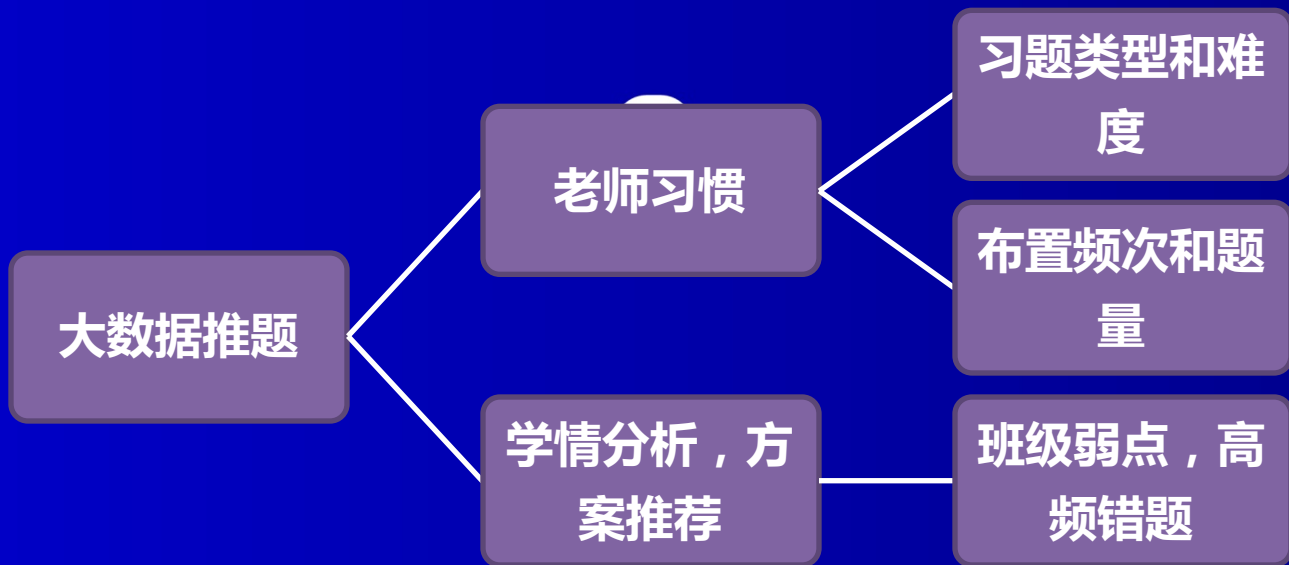 习题类型和难
度
老师习惯
布置频次和题
量
大数据推题
学情分析，方
案推荐
班级弱点，高
频错题